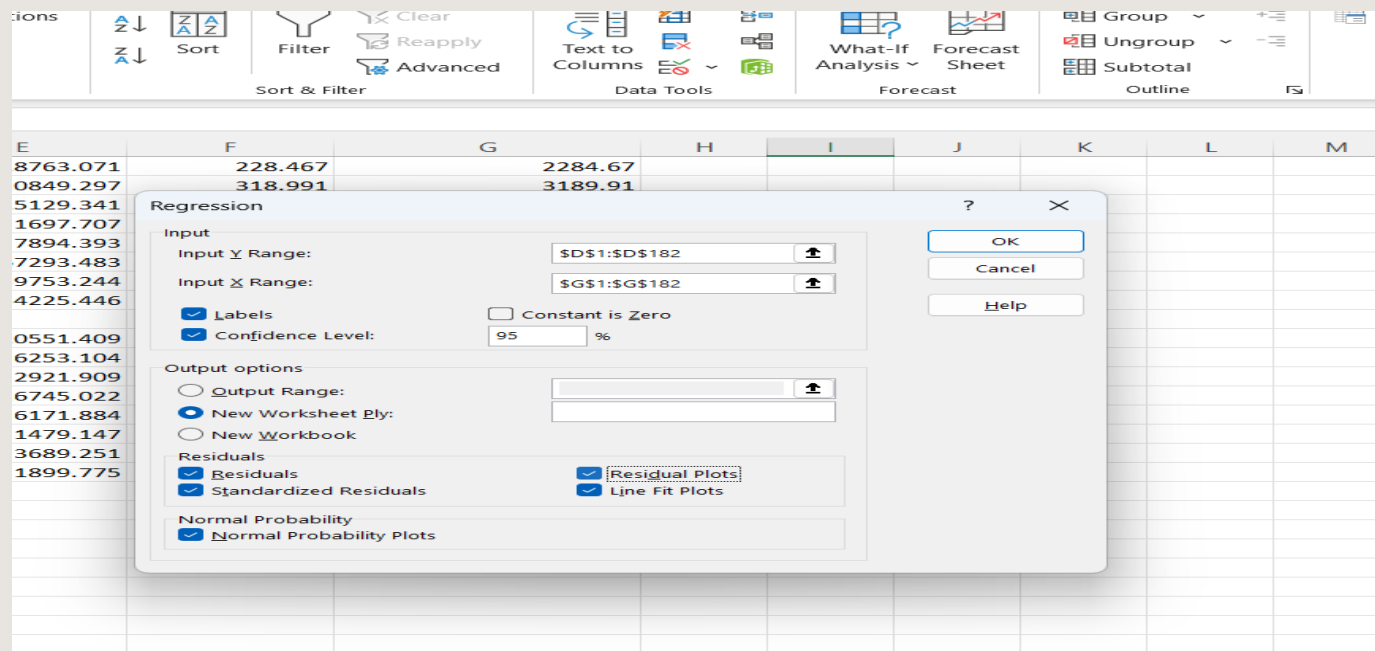 tions
Sort
Filter
Clear
Reapply
Advanced
Sort & Filter
Text to
Columns
Data Tools
What-If
Analysis
Forecast
Sheet
Forecast
Group
Ungroup
Subtotal
Outline
E F G H I J K L M
8763.071 228.467 2284.67
0849.297 318.991 3189.91
5129.341
1697.707
7894.393
7293.483
9753.244
4225.446
0551.409
6253.104
2921.909
6745.022
6171.884
1479.147
3689.251
1899.775
Regression ?
Input
Input Y Range: $D$1:$D$182
Input X Range: $G$1:$G$182
Labels Constant is Zero
Confidence Level: 95 %
OK
Cancel
Help
Output options
Output Range:
New Worksheet Ply:
New Workbook
Residuals
Residuals Residual Plots
Standardized Residuals Line Fit Plots
Normal Probability
Normal Probability Plots